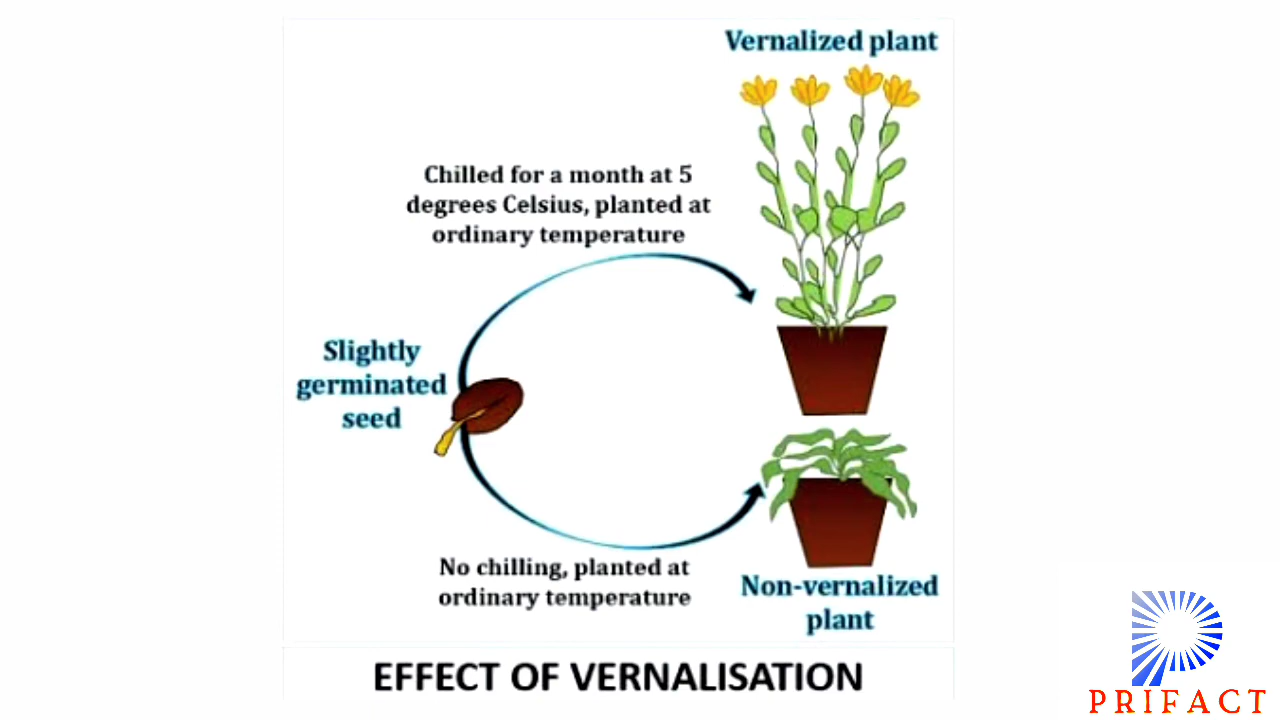 Vernalized plant
Chilled for a month at 5
degrees Celsius, planted at
ordinary temperature
Slightly
germinated
seed
No chilling, planted at
ordinary temperature
Non-vernalized
plant
EFFECT OF VERNALISATION
PRIFACT